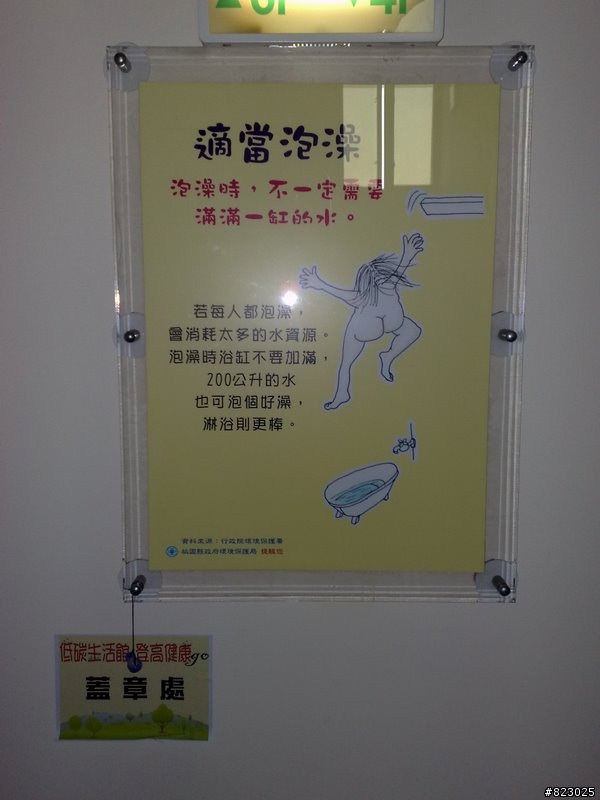 適當泡澡
泡澡時，不一定需要
滿滿一缸的水。
若每人都泡澡，
會消耗太多的水資源。
泡澡時浴缸不要加滿，
200公升的水
也可泡個好澡，
淋浴則更棒。
資料來源：行政院環境保護署
桃園縣政府環境保護局 提醒您
低碳生活館 登高健康go
蓋章處
#823025